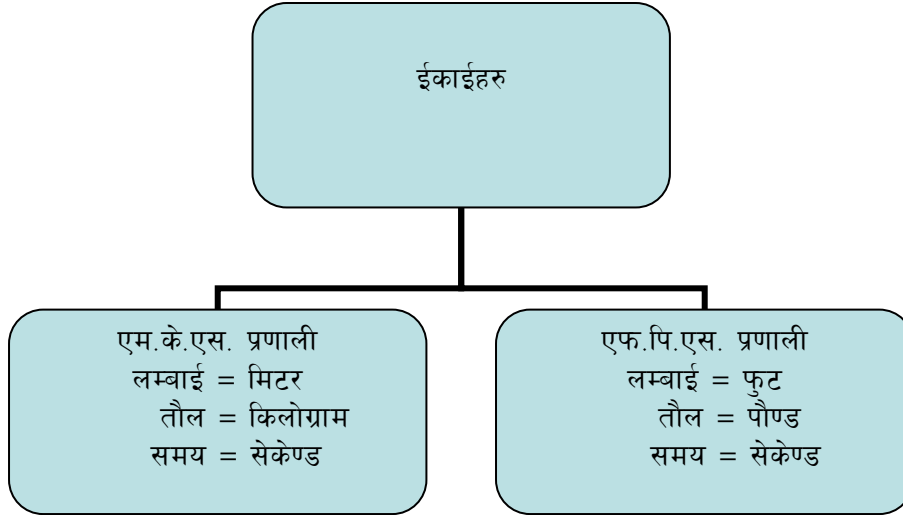 ईकाईहरु
एम.के.एस. प्रणाली
लम्बाई = मिटर
तौल = किलोग्राम
समय = सेकेण्ड
एफ.पि.एस. प्रणाली
लम्बाई = फुट
तौल = पौण्ड
समय = सेकेण्ड